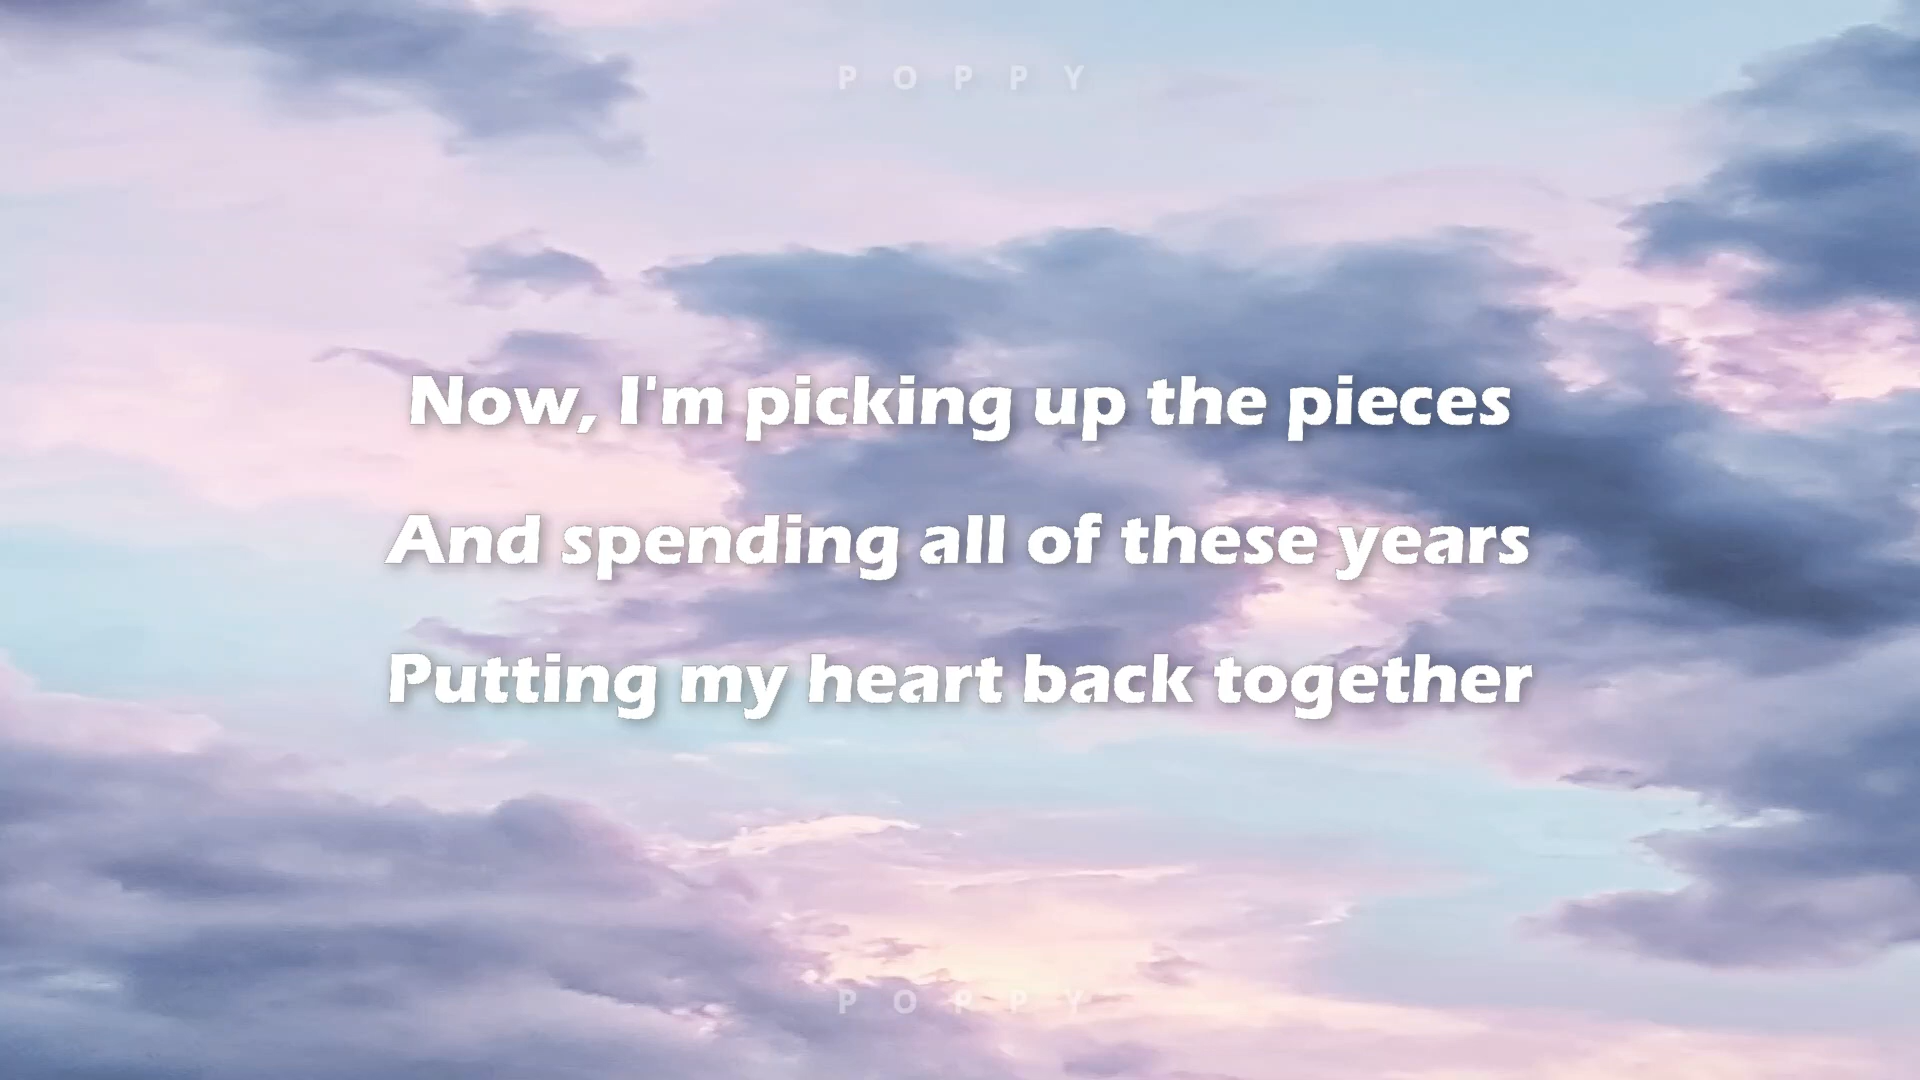 P O P P Y
Now, I'm picking up the pieces
And spending all of these years
Putting my heart back together
P O P P Y